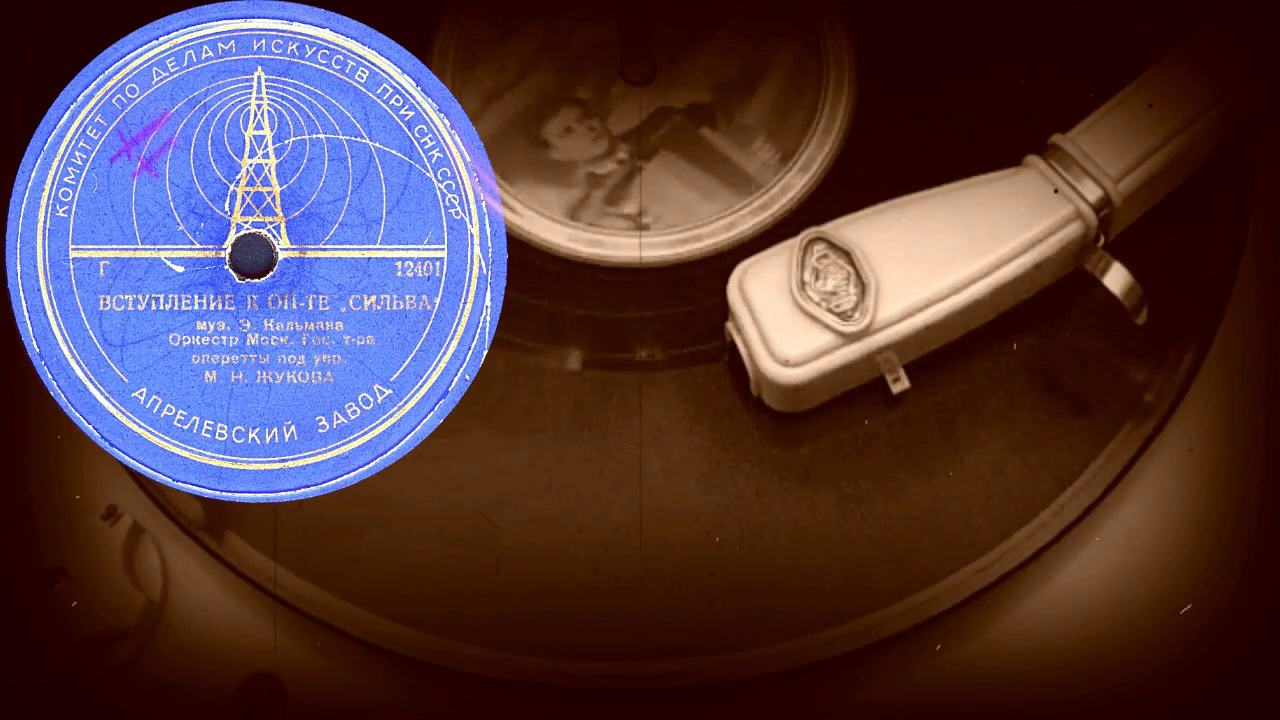 КОМИТЕТ ПО ДЕЛАМ ИСКУССТВ ПРИ СНК СССР
Г 12401
ВСТУПЛЕНИЕ К ОП-ТЕ „СИЛЬВА“
муз. Э. Кальмана
Оркестр Моск. Гос. т-ра
оперетты под упр.
М. Н. ЖУКОВА
АПРЕЛЕВСКИЙ ЗАВОД
91